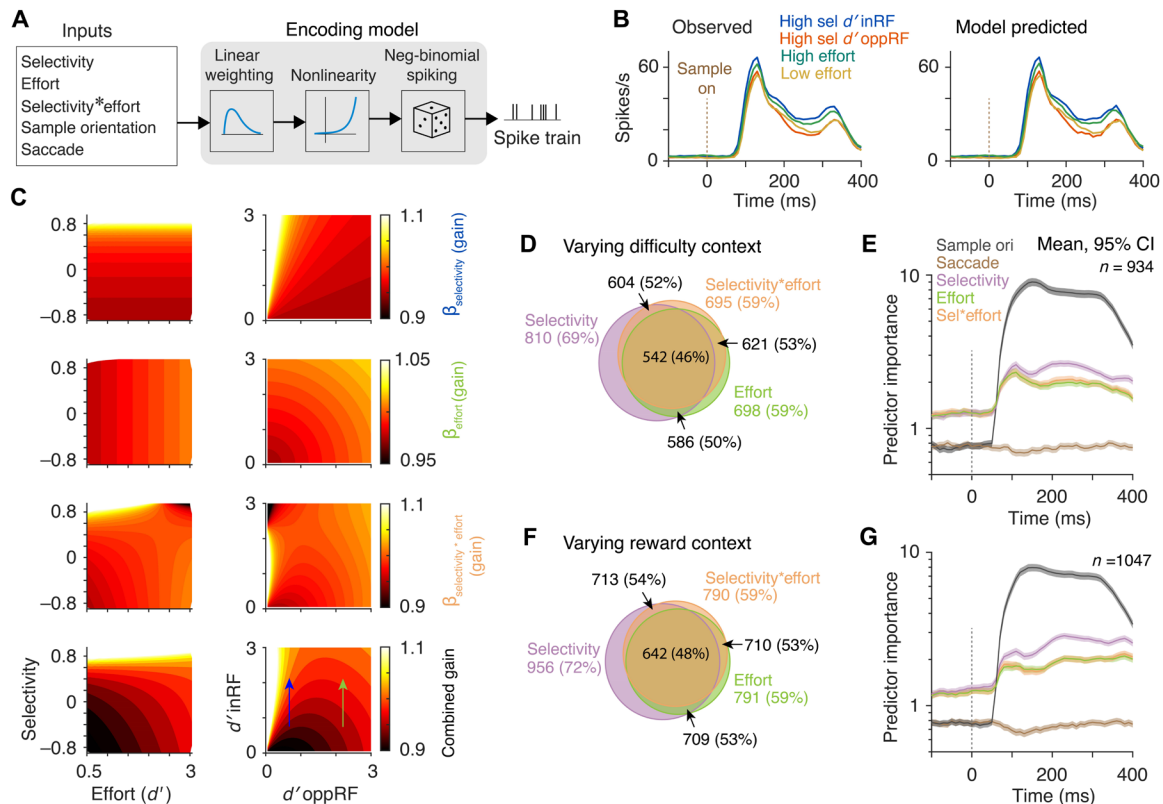 A
Inputs
Selectivity
Effort
Selectivity*effort
Sample orientation
Saccade
Encoding model
Linear
weighting
Nonlinearity
Neg-binomial
spiking
Spike train
B
Observed
High sel d′ inRF
High sel d′ oppRF
High effort
Low effort
Model predicted
Sample
on
Spikes/s
60
0
0
200
400
Time (ms)
60
0
0
200
400
Time (ms)
C
0.8
0
−0.8
3
0
1.1
0.9
βselectivity (gain)
0.8
0
−0.8
3
0
1.05
0.95
βeffort (gain)
0.8
0
−0.8
3
0
1.1
0.9
βselectivity * effort
(gain)
Selectivity
0.8
0
−0.8
0.5
3
Effort (d′)
d′ inRF
3
0
0
3
d′ oppRF
1.1
0.9
Combined gain
D
Varying difficulty context
604 (52%)
Selectivity*effort
695 (59%)
Selectivity
810 (69%)
542 (46%)
621 (53%)
Effort
698 (59%)
586 (50%)
E
Sample ori
Saccade
Selectivity
Effort
Sel*effort
Mean, 95% CI
n = 934
Predictor importance
10
1
0
200
400
Time (ms)
F
Varying reward context
713 (54%)
Selectivity*effort
790 (59%)
Selectivity
956 (72%)
642 (48%)
710 (53%)
Effort
791 (59%)
709 (53%)
G
n =1047
Predictor importance
10
1
0
200
400
Time (ms)